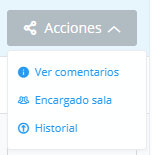 Acciones
Ver comentarios
Encargado sala
Historial